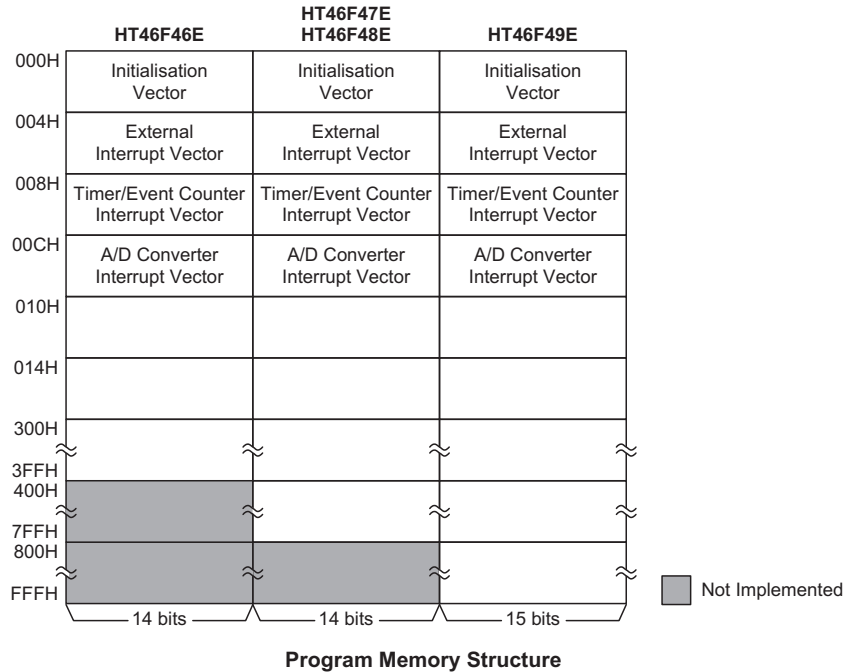 HT46F46E
HT46F47E
HT46F48E
HT46F49E
000H
Initialisation
Vector
Initialisation
Vector
Initialisation
Vector
004H
External
Interrupt Vector
External
Interrupt Vector
External
Interrupt Vector
008H
Timer/Event Counter
Interrupt Vector
Timer/Event Counter
Interrupt Vector
Timer/Event Counter
Interrupt Vector
00CH
A/D Converter
Interrupt Vector
A/D Converter
Interrupt Vector
A/D Converter
Interrupt Vector
010H
014H
300H
3FFH
400H
7FFH
800H
FFFH
Not Implemented
14 bits
14 bits
15 bits
Program Memory Structure